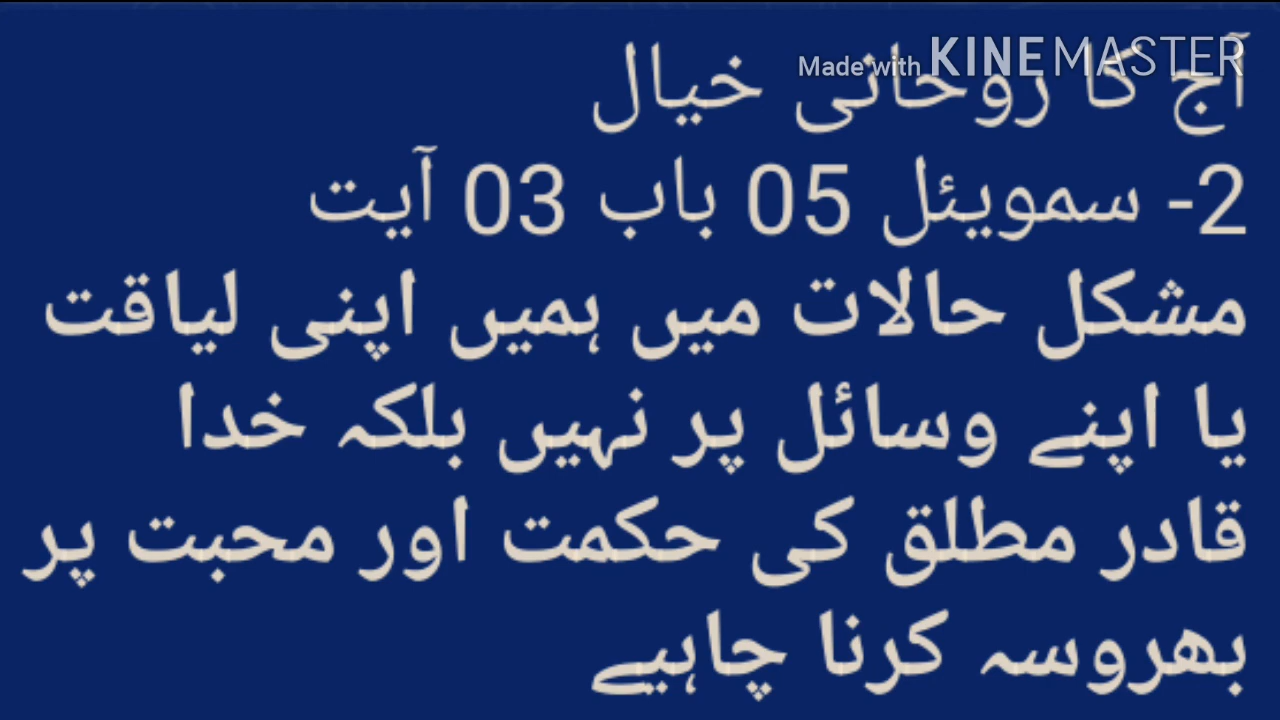 Made with KINEMASTER
آج کا روحانی خیال
2- سمویئل 05 باب 03 آیت
مشکل حالات میں ہمیں اپنی لیاقت
یا اپنے وسائل پر نہیں بلکہ خدا
قادر مطلق کی حکمت اور محبت پر
بھروسہ کرنا چاہیے